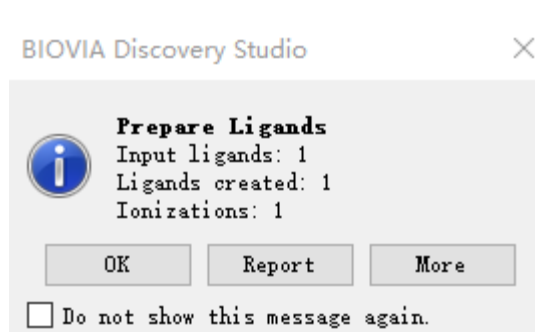 BIOVIA Discovery Studio
Prepare Ligands
Input ligands: 1
Ligands created: 1
Ionizations: 1
OK Report More
Do not show this message again.